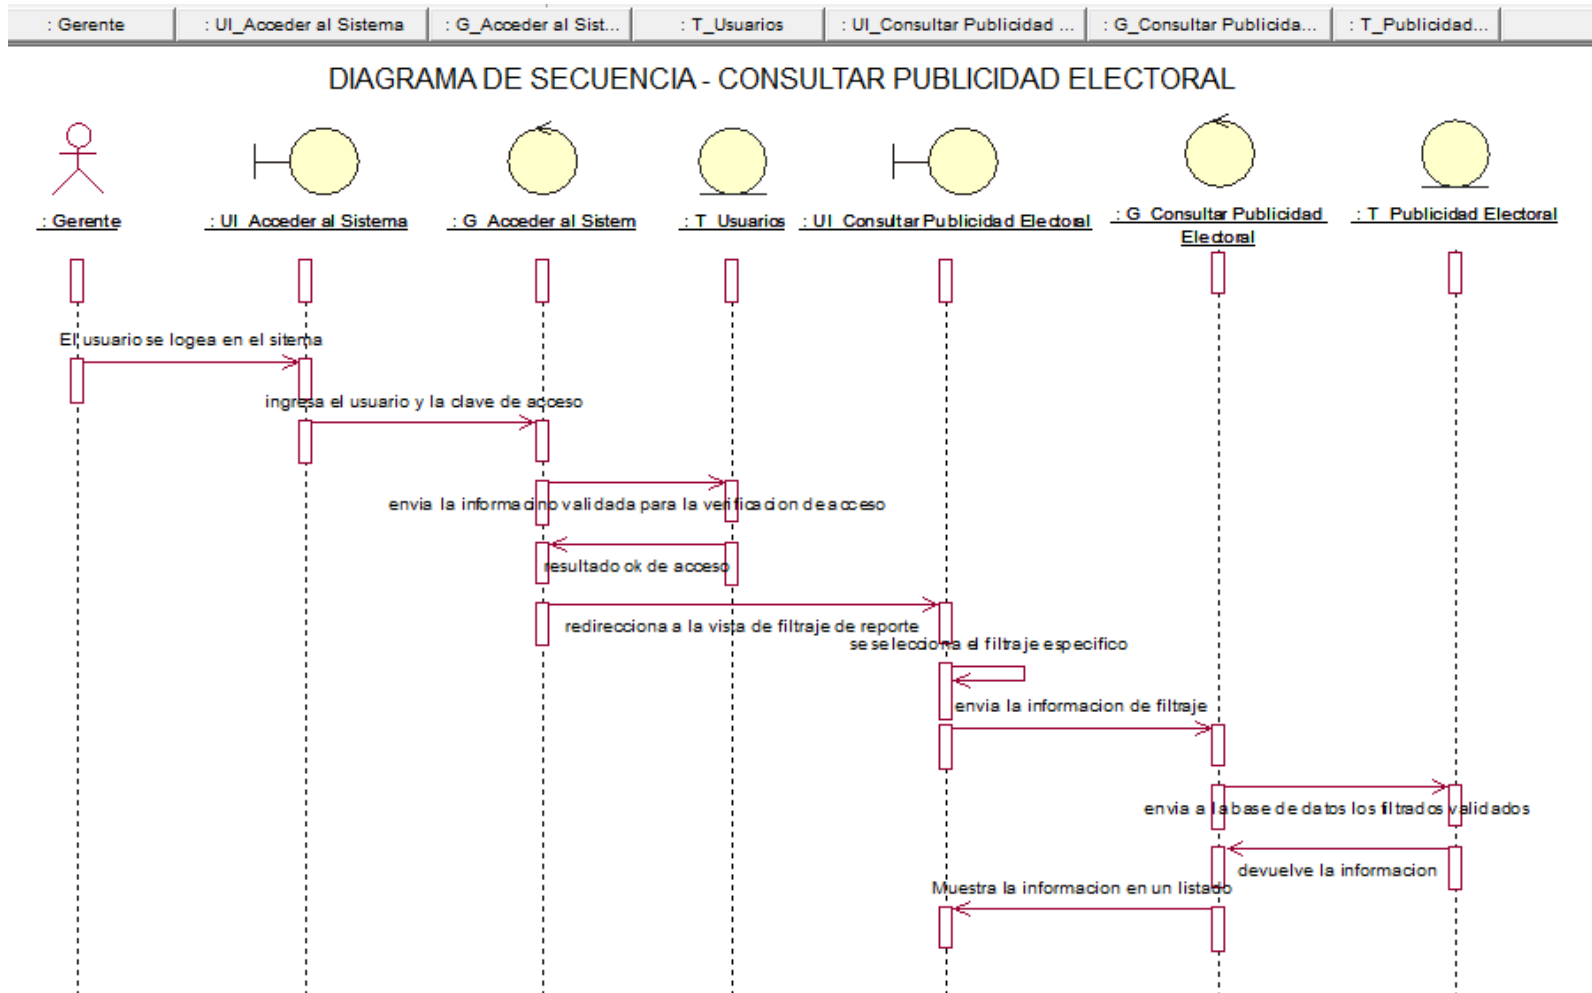 : Gerente
: UI_Acceder al Sistema
: G_Acceder al Sist...
: T_Usuarios
: UI_Consultar Publicidad ...
: G_Consultar Publicida...
: T_Publicidad...
DIAGRAMA DE SECUENCIA - CONSULTAR PUBLICIDAD ELECTORAL
: Gerente
: UI_Acceder al Sistema
: G_Acceder al Sistem
: T_Usuarios
: UI_Consultar Publicidad Electoral
: G_Consultar Publicidad
Electoral
: T_Publicidad Electoral
El usuario se logea en el sitema
ingresa el usuario y la clave de acceso
envia la informacino validada para la verificacion de acceso
resultado ok de acceso
redirecciona a la vista de filtraje de reporte
se selecciona el filtraje especifico
envia la informacion de filtraje
envia a la base de datos los filtrados validados
devuelve la informacion
Muestra la informacion en un listado